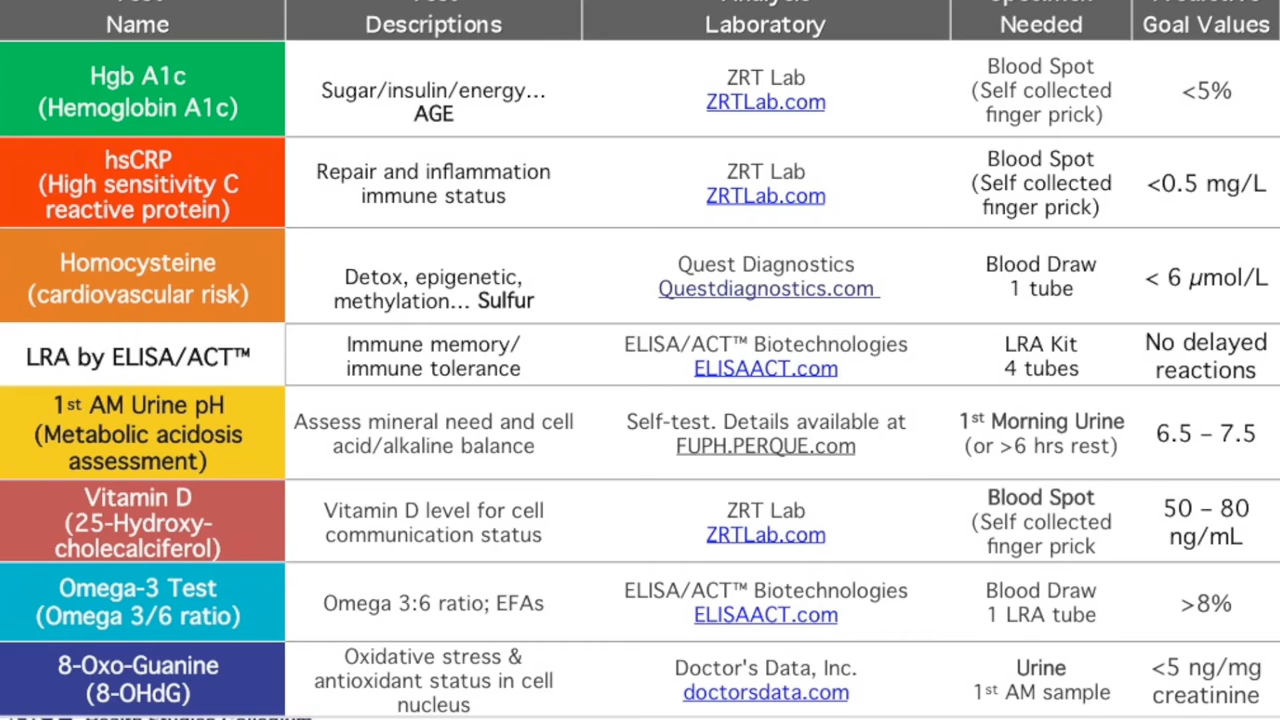 Name
Descriptions
Laboratory
Needed
Goal Values
Hgb A1c
(Hemoglobin A1c)
Sugar/insulin/energy...
AGE
ZRT Lab
ZRTLab.com
Blood Spot
(Self collected
finger prick)
<5%
hsCRP
(High sensitivity C
reactive protein)
Repair and inflammation
immune status
ZRT Lab
ZRTLab.com
Blood Spot
(Self collected
finger prick)
<0.5 mg/L
Homocysteine
(cardiovascular risk)
Detox, epigenetic,
methylation... Sulfur
Quest Diagnostics
Questdiagnostics.com
Blood Draw
1 tube
< 6 µmol/L
LRA by ELISA/ACT™
Immune memory/
immune tolerance
ELISA/ACT™ Biotechnologies
ELISAACT.com
LRA Kit
4 tubes
No delayed
reactions
1st AM Urine pH
(Metabolic acidosis
assessment)
Assess mineral need and cell
acid/alkaline balance
Self-test. Details available at
FUPH.PERQUE.com
1st Morning Urine
(or >6 hrs rest)
6.5 – 7.5
Vitamin D
(25-Hydroxy-
cholecalciferol)
Vitamin D level for cell
communication status
ZRT Lab
ZRTLab.com
Blood Spot
(Self collected
finger prick
50 – 80
ng/mL
Omega-3 Test
(Omega 3/6 ratio)
Omega 3:6 ratio; EFAs
ELISA/ACT™ Biotechnologies
ELISAACT.com
Blood Draw
1 LRA tube
>8%
8-Oxo-Guanine
(8-OHdG)
Oxidative stress &
antioxidant status in cell
nucleus
Doctor's Data, Inc.
doctorsdata.com
Urine
1st AM sample
<5 ng/mg
creatinine